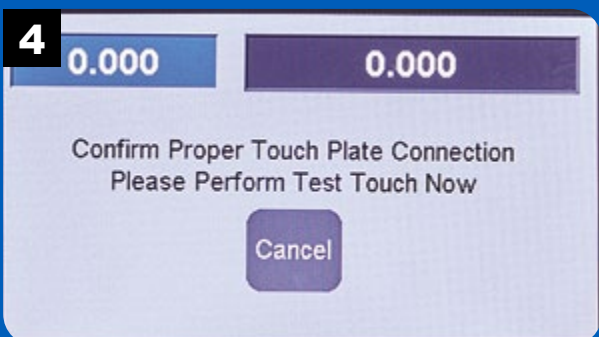 4
0.000 0.000
Confirm Proper Touch Plate Connection
Please Perform Test Touch Now
Cancel